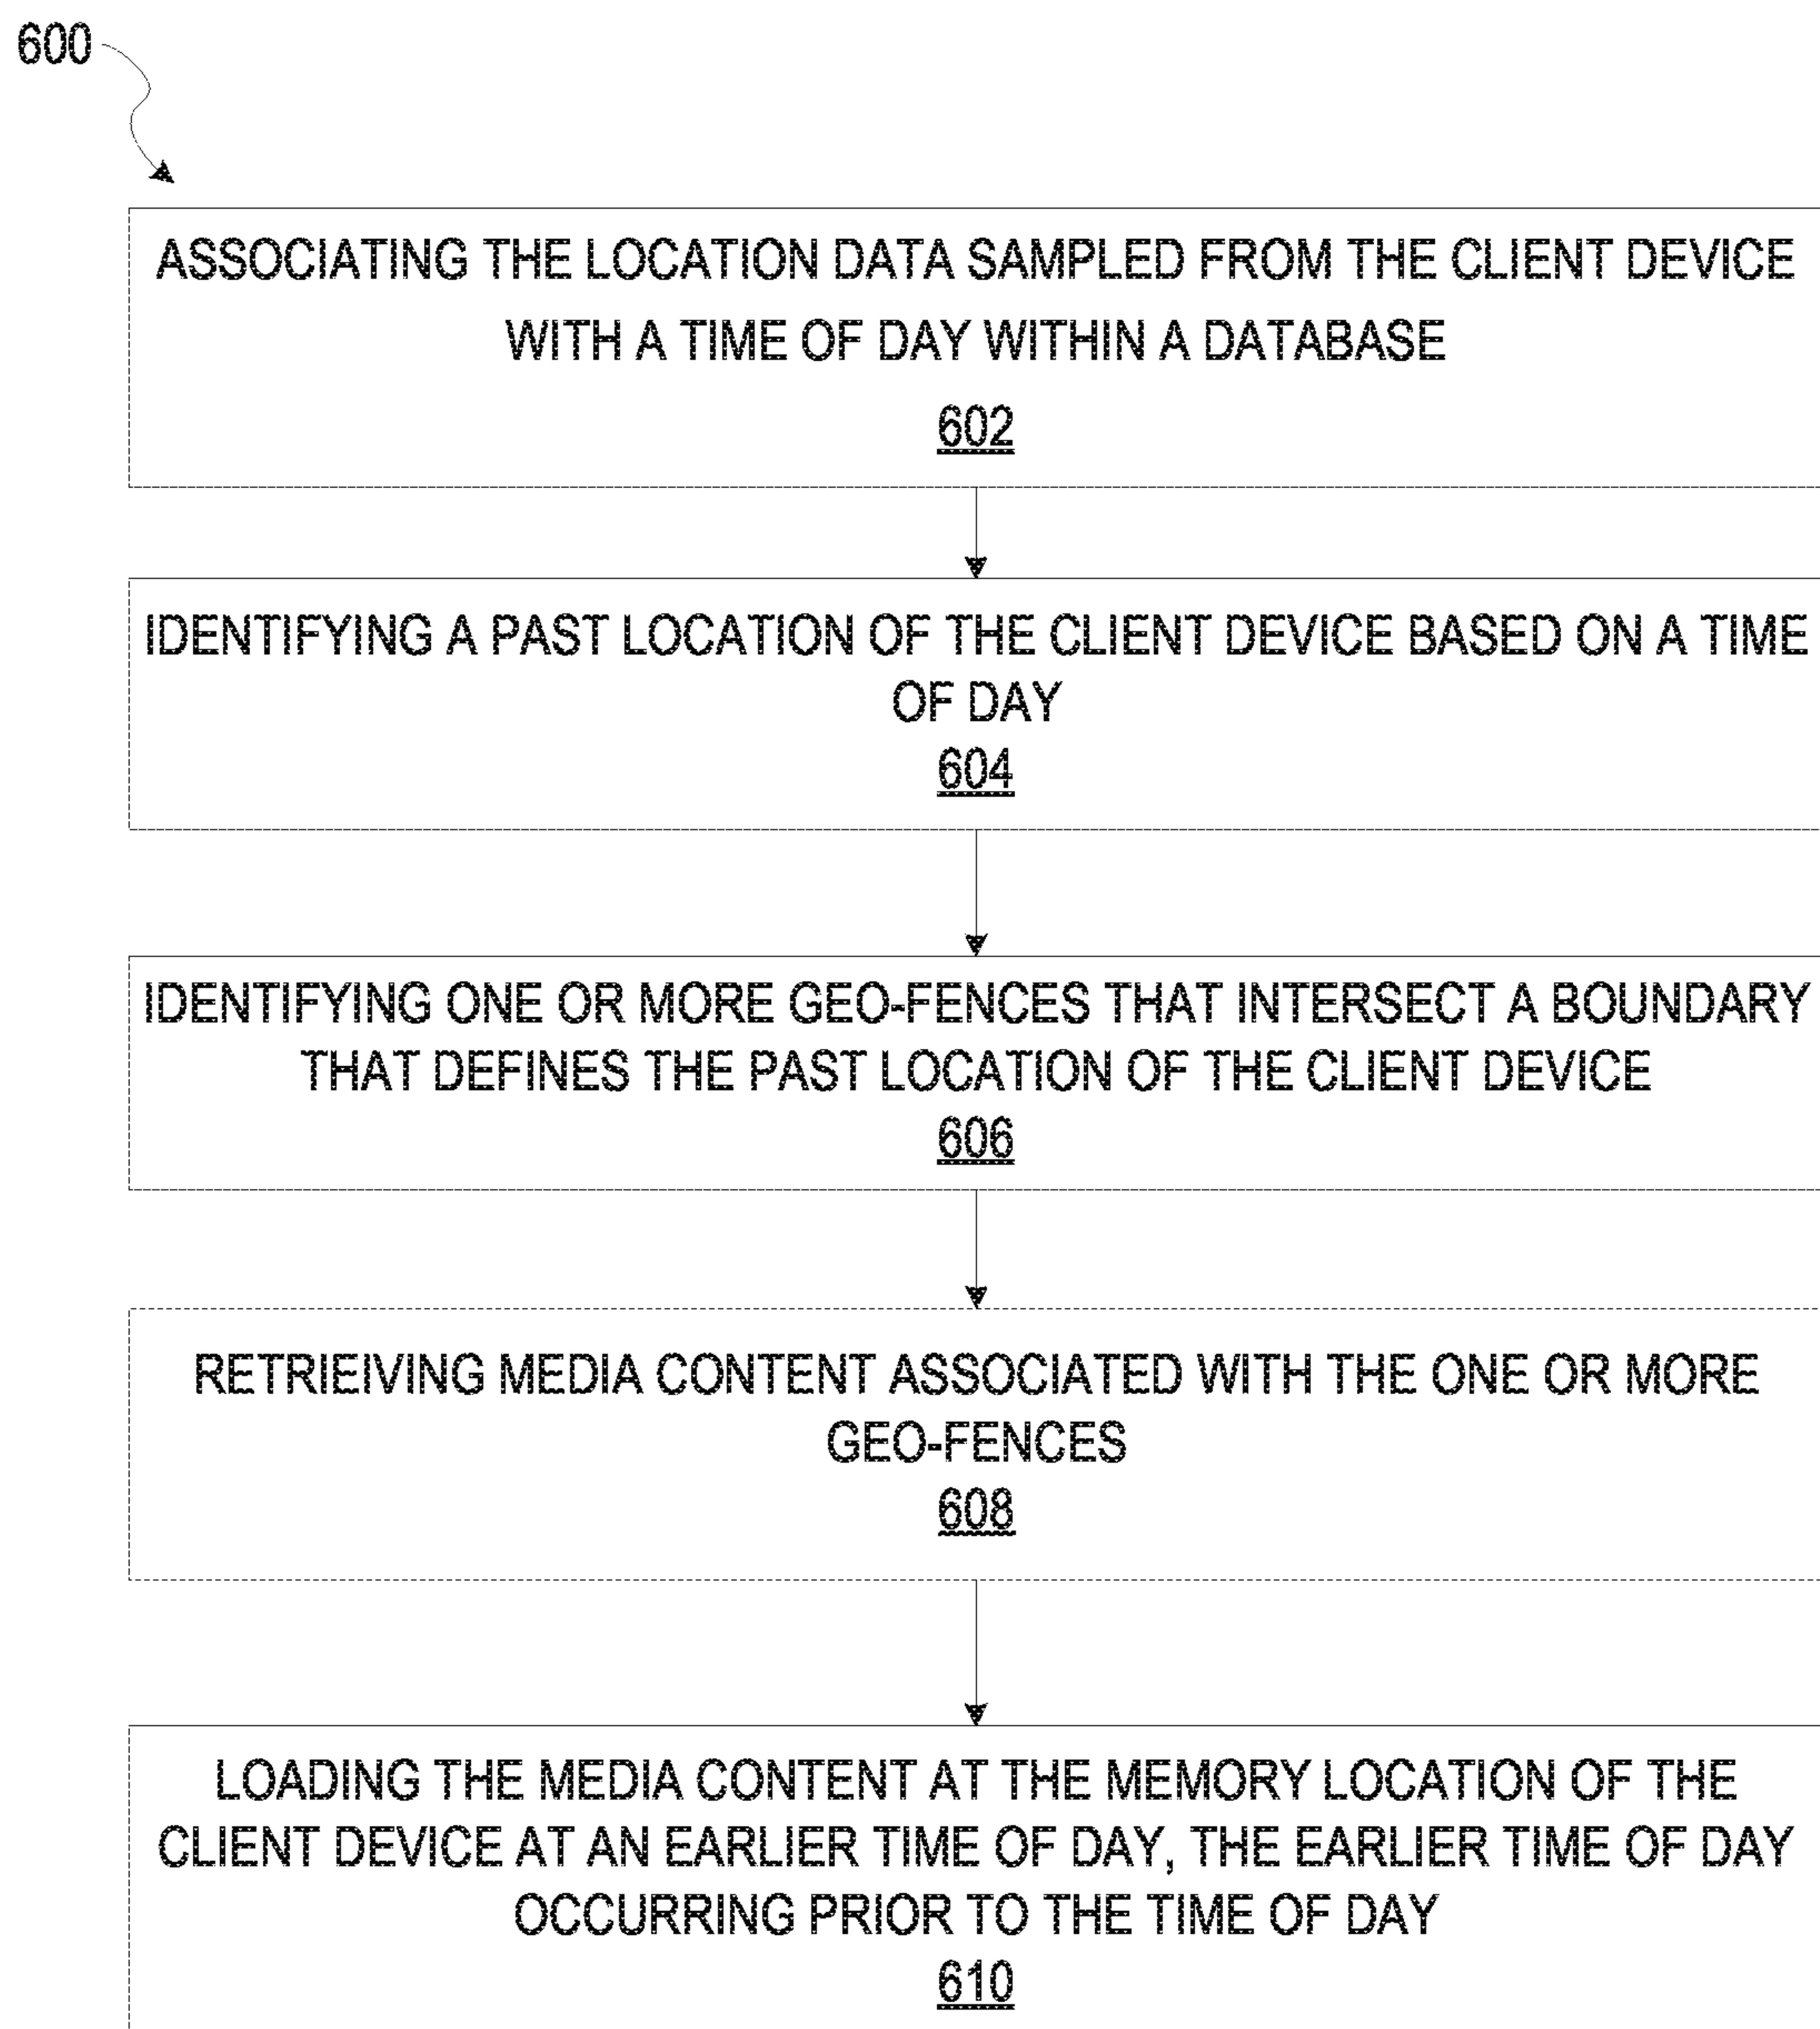 600
ASSOCIATING THE LOCATION DATA SAMPLED FROM THE CLIENT DEVICE
WITH A TIME OF DAY WITHIN A DATABASE
602
IDENTIFYING A PAST LOCATION OF THE CLIENT DEVICE BASED ON A TIME
OF DAY
604
IDENTIFYING ONE OR MORE GEO-FENCES THAT INTERSECT A BOUNDARY
THAT DEFINES THE PAST LOCATION OF THE CLIENT DEVICE
606
RETRIEIVING MEDIA CONTENT ASSOCIATED WITH THE ONE OR MORE
GEO-FENCES
608
LOADING THE MEDIA CONTENT AT THE MEMORY LOCATION OF THE
CLIENT DEVICE AT AN EARLIER TIME OF DAY, THE EARLIER TIME OF DAY
OCCURRING PRIOR TO THE TIME OF DAY
610